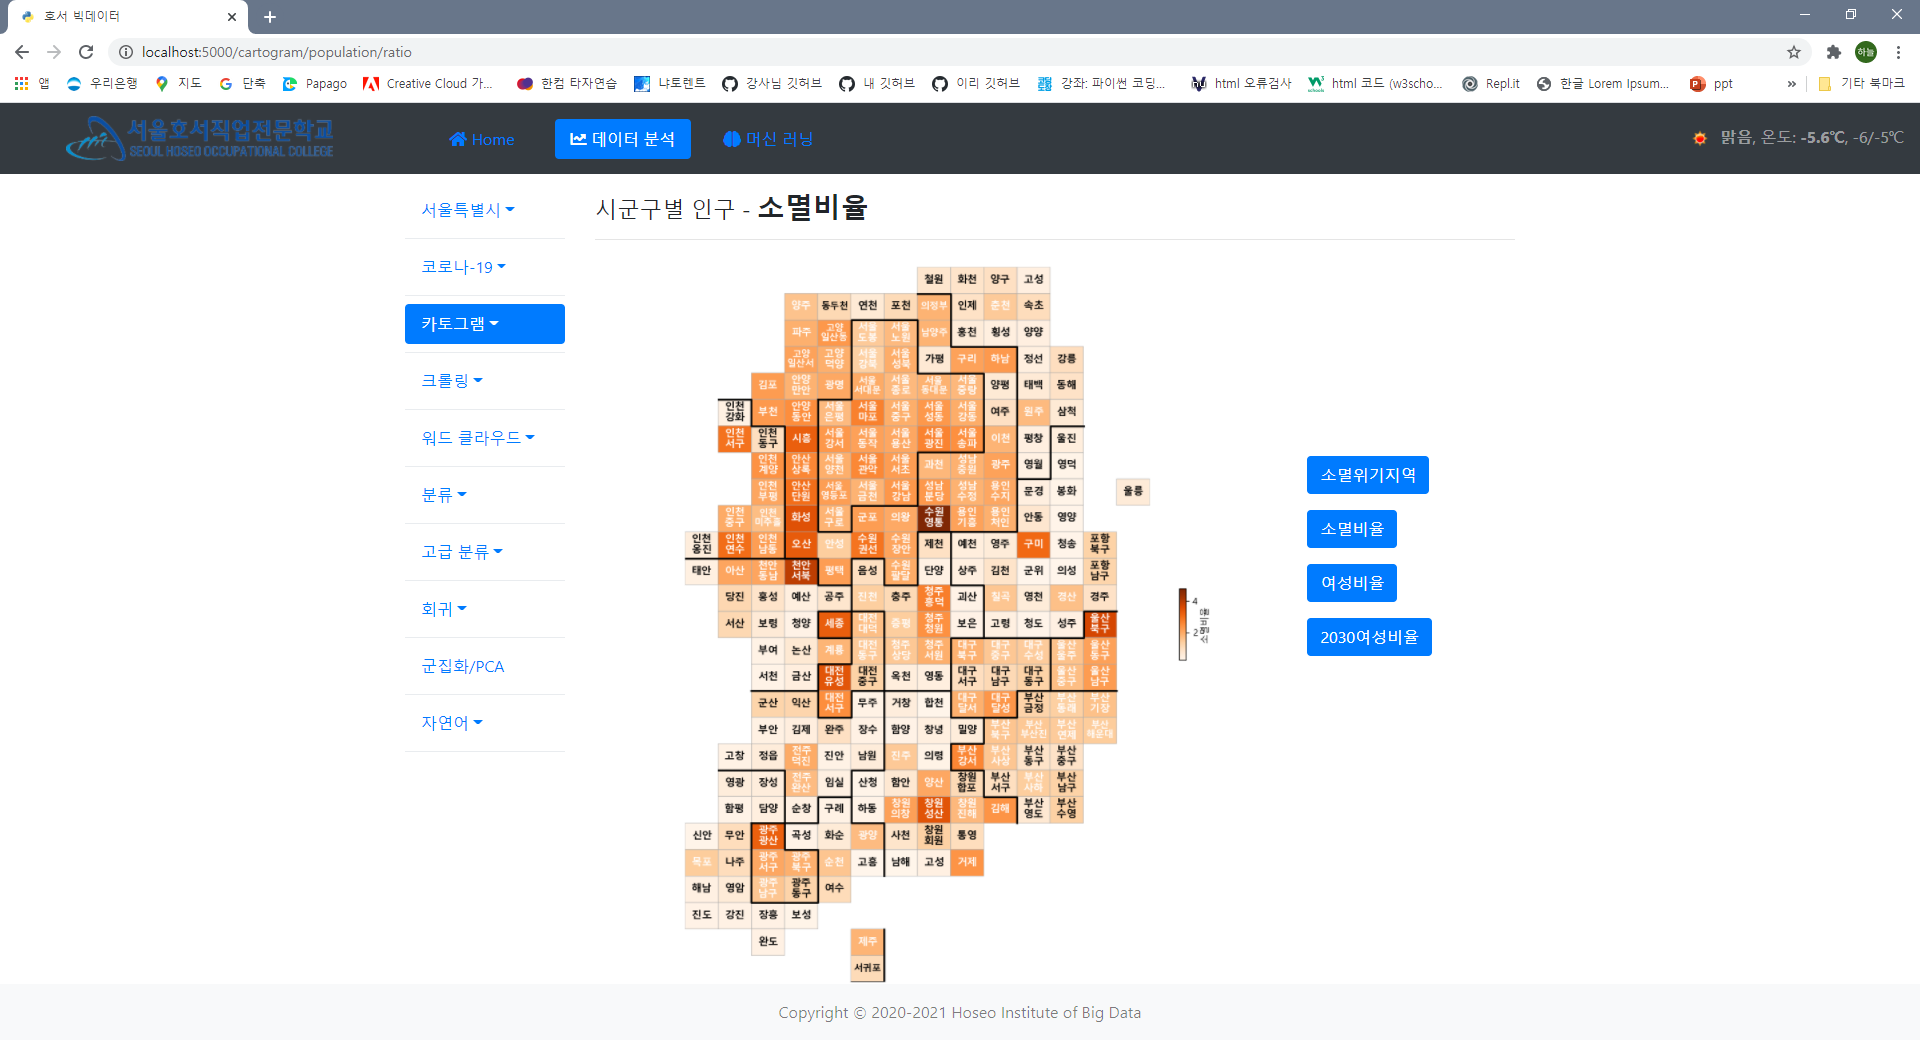 호서 빅데이터
localhost:5000/cartogram/population/ratio
앱 우리은행 지도 단축 Papago Creative Cloud 가... 한컴 타자연습 냐토렌트 강사님 깃허브 내 깃허브 이리 깃허브 강좌: 파이썬 코딩... html 오류검사 html 코드 (w3scho... Repl.it 한글 Lorem Ipsum... ppt » 기타 북마크
서울호서직업전문학교
SEOUL HOSEO OCCUPATIONAL COLLEGE
Home 데이터 분석 머신 러닝 맑음, 온도: -5.6℃, -6/-5℃
서울특별시
코로나-19
카토그램
크롤링
워드 클라우드
분류
고급 분류
회귀
군집화/PCA
자연어
시군구별 인구 - 소멸비율
철원 화천 양구 고성
양주 동두천 연천 포천 의정부 인제 춘천 속초
파주 고양일산동 서울도봉 서울노원 남양주 홍천 횡성 양양
고양일산서 고양덕양 서울강북 서울성북 가평 구리 하남 정선 강릉
김포 안양만안 광명 서울서대문 서울종로 서울동대문 서울중랑 양평 태백 동해
인천강화 부천 안양동안 서울은평 서울마포 서울중구 서울성동 서울강동 여주 원주 삼척
인천서구 인천동구 시흥 서울강서 서울동작 서울용산 서울광진 서울송파 이천 평창 울진
인천계양 안산상록 서울양천 서울관악 서울서초 과천 성남중원 광주 영월 영덕
인천부평 안산단원 서울영등포 서울금천 서울강남 성남분당 성남수정 용인수지 문경 봉화 울릉
인천중구 인천미추홀 화성 서울구로 군포 의왕 수원영통 용인기흥 용인처인 안동 영양
인천옹진 인천연수 인천남동 오산 안성 수원권선 수원장안 제천 예천 영주 구미 청송 포항북구
태안 아산 천안동남 천안서북 평택 음성 수원팔달 단양 상주 김천 군위 의성 포항남구
당진 홍성 예산 공주 진천 충주 청주흥덕 괴산 칠곡 영천 경산 경주
서산 보령 청양 세종 대전대덕 증평 청주청원 보은 고령 청도 성주 울산북구
부여 논산 계룡 대전동구 청주상당 청주서원 대구북구 대구중구 대구수성 울산울주 울산동구
서천 금산 대전유성 대전중구 옥천 영동 대구서구 대구남구 대구동구 울산중구 울산남구
군산 익산 대전서구 무주 거창 합천 대구달서 대구달성 부산금정 부산동래 부산기장
부안 김제 완주 장수 함양 창녕 밀양 부산북구 부산부산진 부산연제 부산해운대
고창 정읍 전주덕진 진안 남원 진주 의령 부산강서 부산사상 부산동구 부산중구
영광 장성 전주완산 임실 산청 함안 양산 창원합포 부산서구 부산사하 부산남구
함평 담양 순창 구례 하동 창원의창 창원성산 창원진해 김해 부산영도 부산수영
신안 무안 광주광산 곡성 화순 광양 사천 창원회원 통영
목포 나주 광주서구 광주북구 순천 고흥 남해 고성 거제
해남 영암 광주남구 광주동구 여수
진도 강진 장흥 보성
완도 제주
서귀포
4
2
소멸비율
소멸위기지역
소멸비율
여성비율
2030여성비율
Copyright © 2020-2021 Hoseo Institute of Big Data